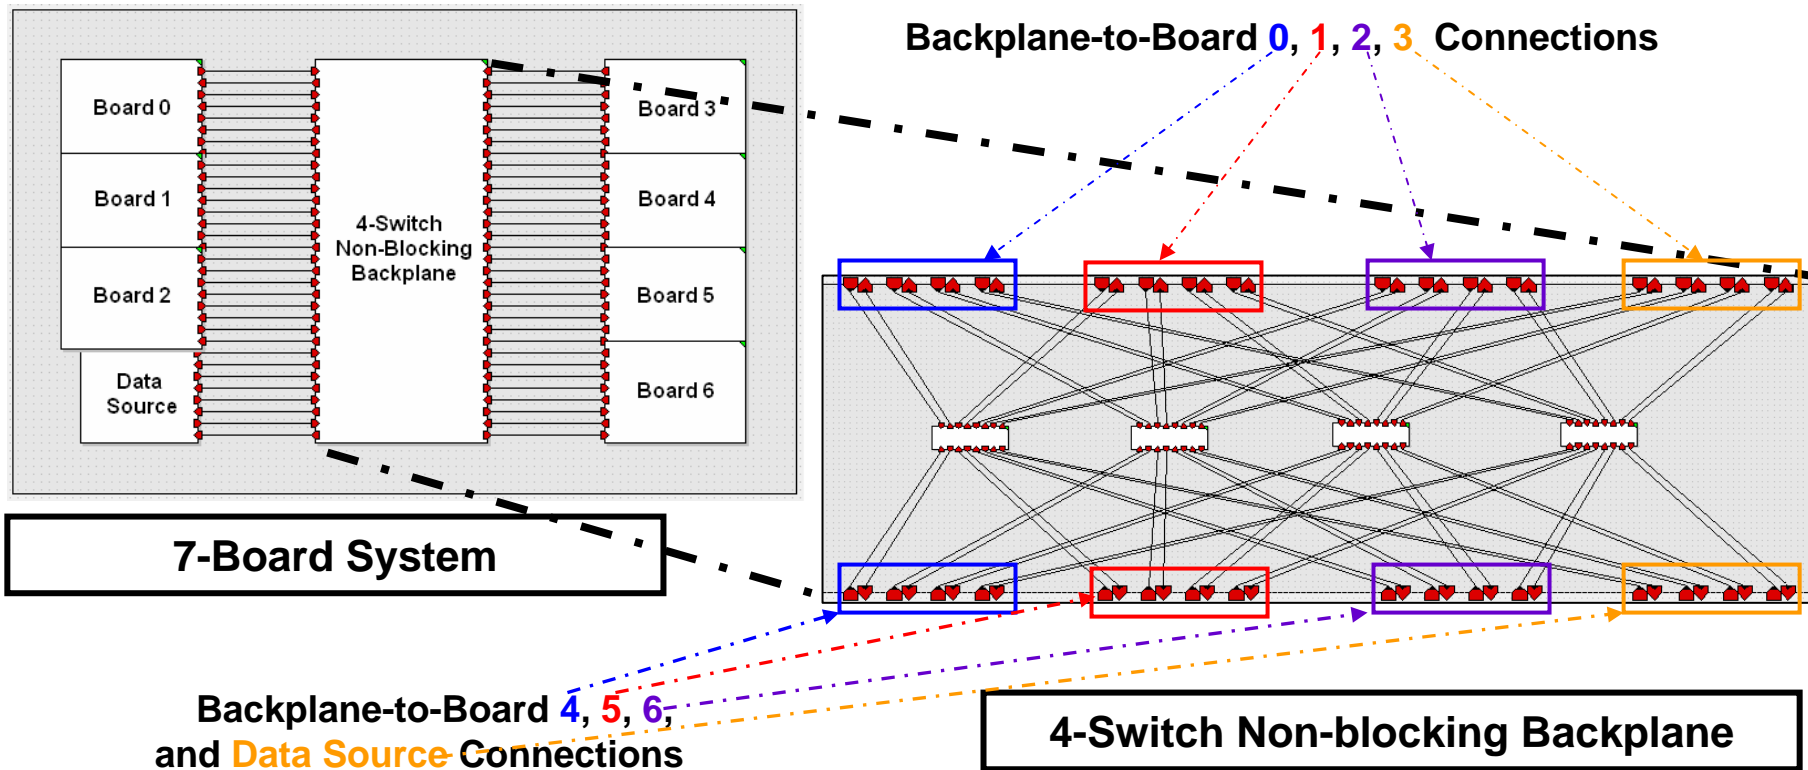 Backplane-to-Board 0, 1, 2, 3 Connections
Board 0
Board 1
Board 2
Data
Source
4-Switch
Non-Blocking
Backplane
Board 3
Board 4
Board 5
Board 6
7-Board System
Backplane-to-Board 4, 5, 6,
and Data Source Connections
4-Switch Non-blocking Backplane